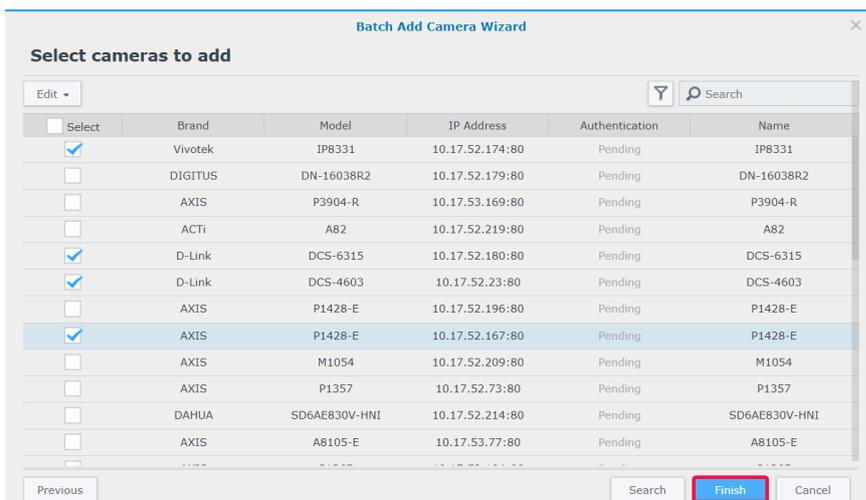 Batch Add Camera Wizard
Select cameras to add
Edit
Search
Select Brand Model IP Address Authentication Name
Vivotek IP8331 10.17.52.174:80 Pending IP8331
DIGITUS DN-16038R2 10.17.52.179:80 Pending DN-16038R2
AXIS P3904-R 10.17.53.169:80 Pending P3904-R
ACTi A82 10.17.52.219:80 Pending A82
D-Link DCS-6315 10.17.52.180:80 Pending DCS-6315
D-Link DCS-4603 10.17.52.23:80 Pending DCS-4603
AXIS P1428-E 10.17.52.196:80 Pending P1428-E
AXIS P1428-E 10.17.52.167:80 Pending P1428-E
AXIS M1054 10.17.52.209:80 Pending M1054
AXIS P1357 10.17.52.73:80 Pending P1357
DAHUA SD6AE830V-HNI 10.17.52.214:80 Pending SD6AE830V-HNI
AXIS A8105-E 10.17.53.77:80 Pending A8105-E
Previous Search Finish Cancel